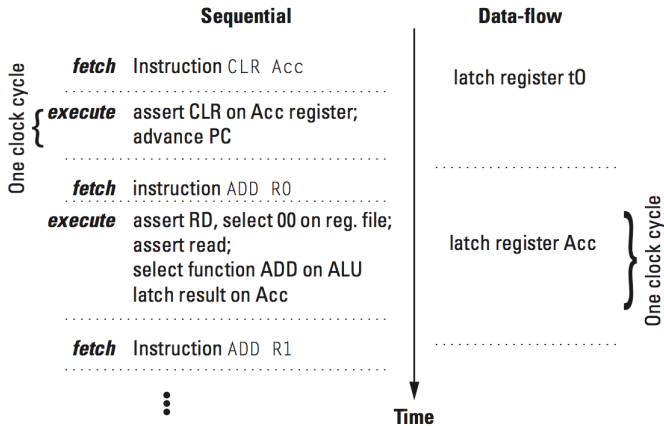 Sequential
Data-flow
fetch Instruction CLR Acc
latch register t0
One clock cycle
execute assert CLR on Acc register;
advance PC
fetch instruction ADD R0
execute assert RD, select 00 on reg. file;
assert read;
select function ADD on ALU
latch result on Acc
latch register Acc
One clock cycle
fetch Instruction ADD R1
Time